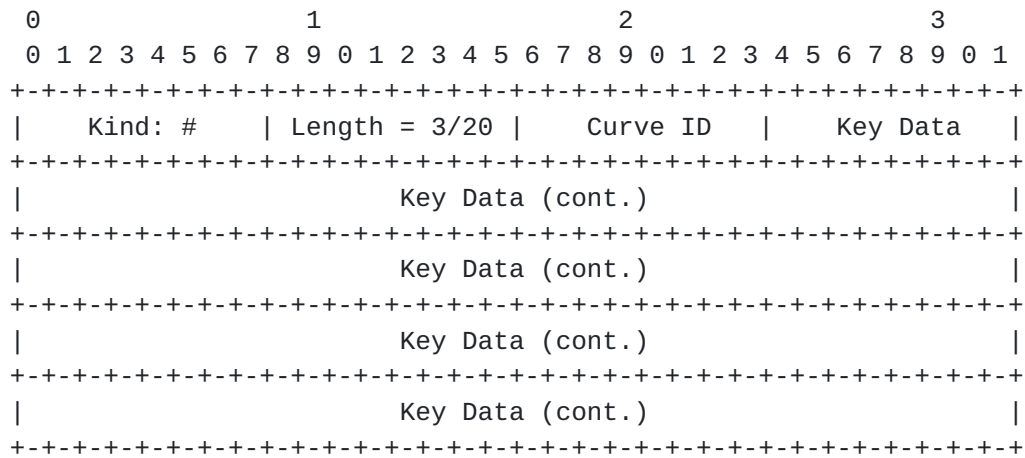 0                   1                   2                   3
 0 1 2 3 4 5 6 7 8 9 0 1 2 3 4 5 6 7 8 9 0 1 2 3 4 5 6 7 8 9 0 1
+-+-+-+-+-+-+-+-+-+-+-+-+-+-+-+-+-+-+-+-+-+-+-+-+-+-+-+-+-+-+-+-+
|    Kind: #    | Length = 3/20 |    Curve ID   |    Key Data   |
+-+-+-+-+-+-+-+-+-+-+-+-+-+-+-+-+-+-+-+-+-+-+-+-+-+-+-+-+-+-+-+-+
|                        Key Data (cont.)                       |
+-+-+-+-+-+-+-+-+-+-+-+-+-+-+-+-+-+-+-+-+-+-+-+-+-+-+-+-+-+-+-+-+
|                        Key Data (cont.)                       |
+-+-+-+-+-+-+-+-+-+-+-+-+-+-+-+-+-+-+-+-+-+-+-+-+-+-+-+-+-+-+-+-+
|                        Key Data (cont.)                       |
+-+-+-+-+-+-+-+-+-+-+-+-+-+-+-+-+-+-+-+-+-+-+-+-+-+-+-+-+-+-+-+-+
|                        Key Data (cont.)                       |
+-+-+-+-+-+-+-+-+-+-+-+-+-+-+-+-+-+-+-+-+-+-+-+-+-+-+-+-+-+-+-+-+